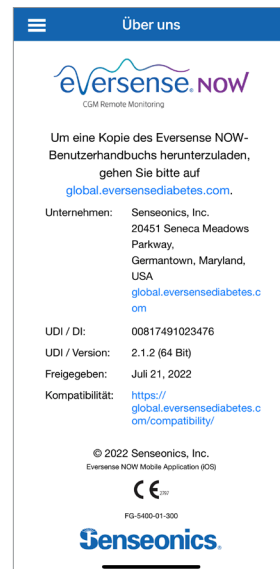 Über uns
eversense® NOW
CGM Remote Monitoring
Um eine Kopie des Eversense NOW-
Benutzerhandbuchs herunterzuladen,
gehen Sie bitte auf
global.eversensediabetes.com.
Unternehmen: Senseonics, Inc.
20451 Seneca Meadows
Parkway,
Germantown, Maryland,
USA
global.eversensediabetes.c
om
UDI / DI: 00817491023476
UDI / Version: 2.1.2 (64 Bit)
Freigegeben: Juli 21, 2022
Kompatibilität: https://
global.eversensediabetes.c
om/compatibility/
© 2022 Senseonics, Inc.
Eversense NOW Mobile Application (iOS)
CE 2797
FG-5400-01-300
Senseonics®